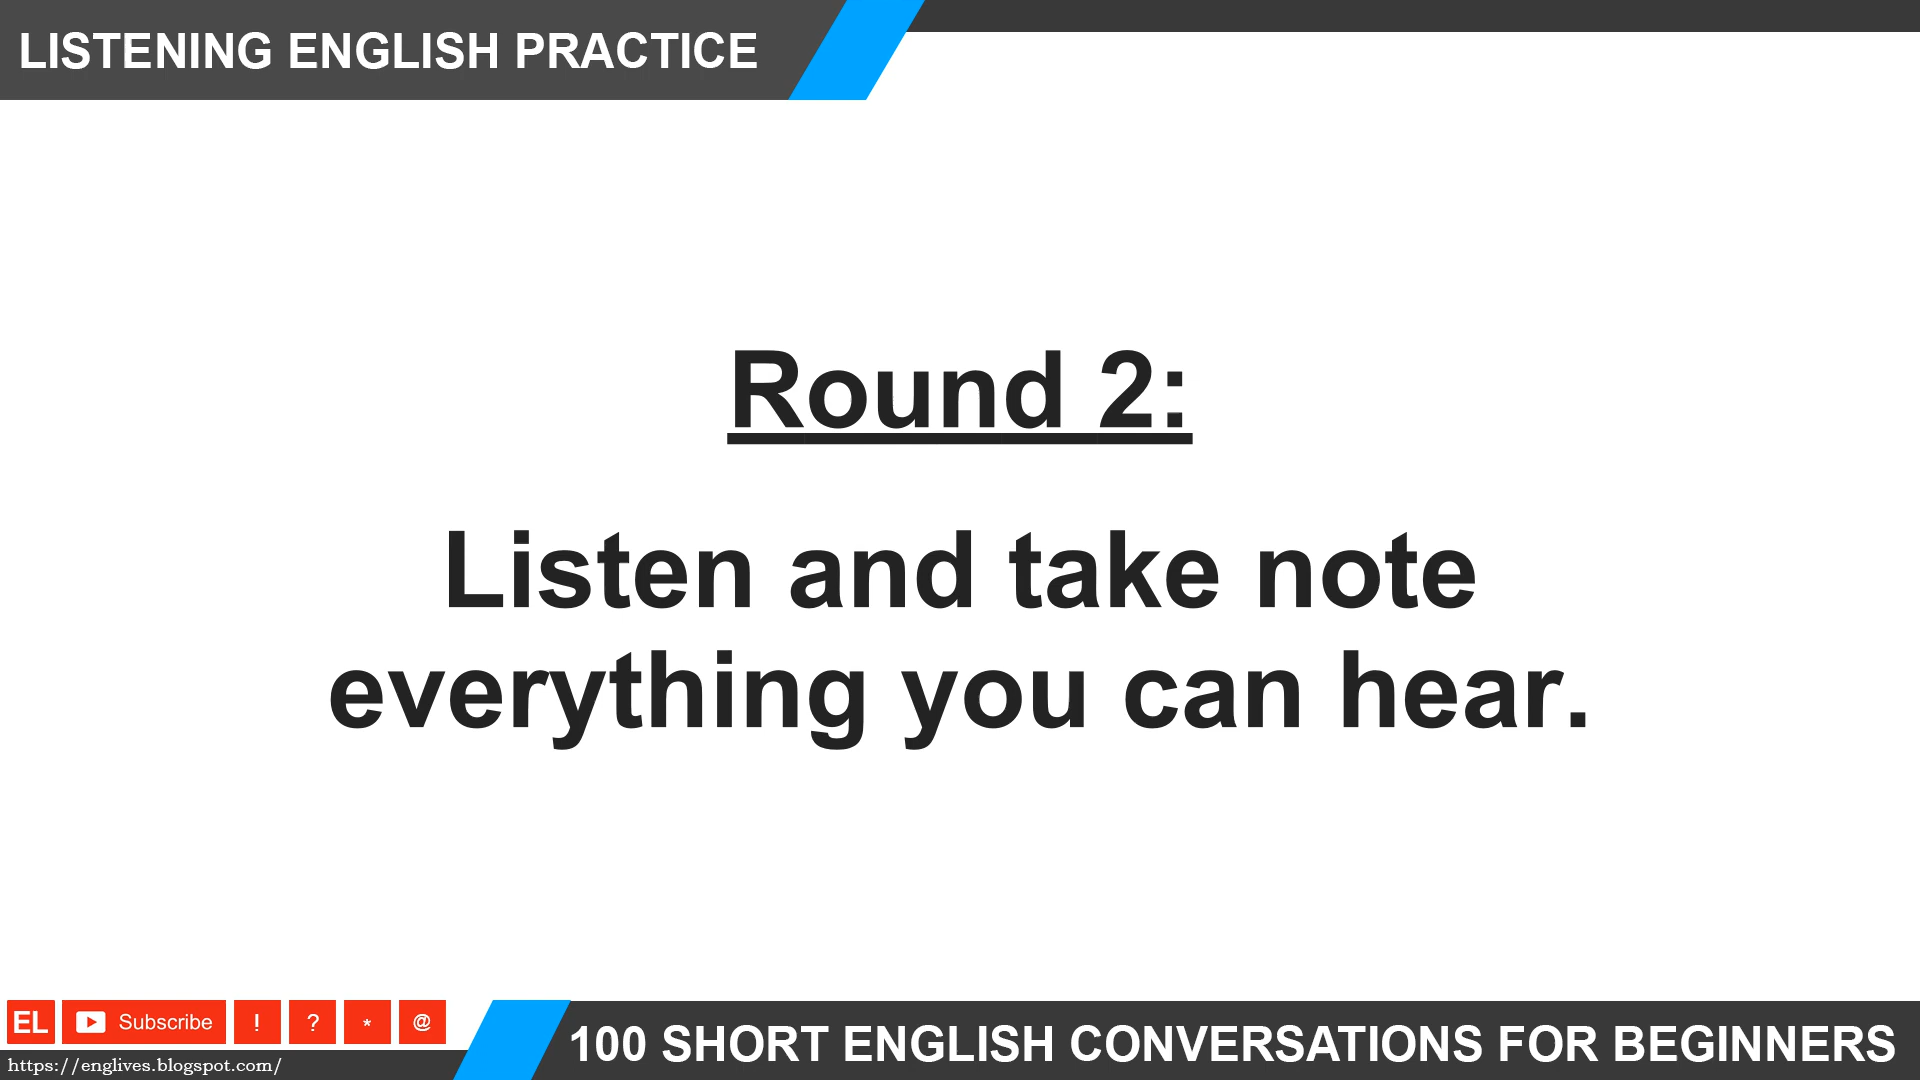 LISTENING ENGLISH PRACTICE
Round 2:
Listen and take note
everything you can hear.
EL Subscribe ! ? * @
https://englives.blogspot.com/
100 SHORT ENGLISH CONVERSATIONS FOR BEGINNERS